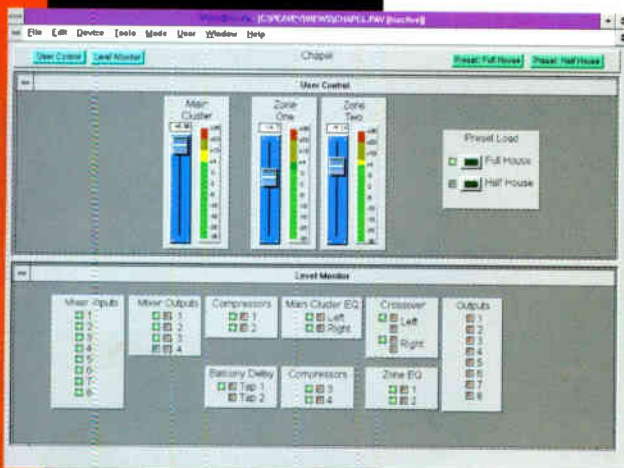 [C:\PEAVEY\MEWS\CHAPEL.PAV [Inactive]]
File Edit Device Tools Mode User Window Help
User Control Level Monitor Chapel Preset: Full House Preset: Half House
User Control
Main Cluster
Zone One
Zone Two
Preset Load
Full House
Half House
Level Monitor
Mixer Inputs
1
2
3
4
5
6
7
8
Mixer Outputs
1
2
3
4
Compressors
1
2
Main Cluster EQ
Left
Right
Crossover
Left
Right
Outputs
1
2
3
4
5
6
7
8
Balcony Delay
Tap 1
Tap 2
Compressors
3
4
Zone EQ
1
2